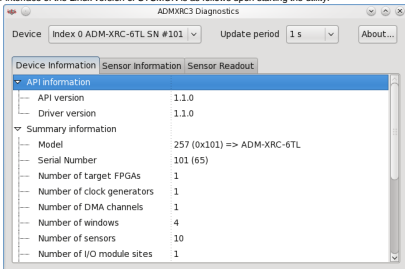 ADMXRC3 Diagnostics
Device Index 0 ADM-XRC-6TL SN #101 Update period 1 s About...
Device Information Sensor Information Sensor Readout
API information
API version 1.1.0
Driver version 1.1.0
Summary information
Model 257 (0x101) => ADM-XRC-6TL
Serial Number 101 (65)
Number of target FPGAs 1
Number of clock generators 1
Number of DMA channels 1
Number of windows 4
Number of sensors 10
Number of I/O module sites 1